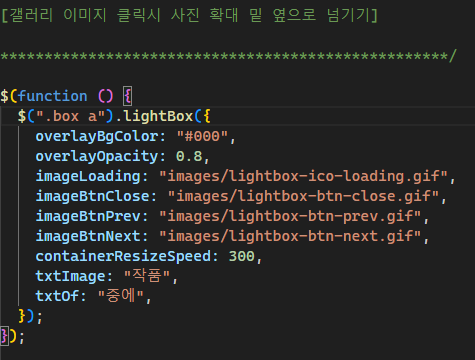 [갤러리 이미지 클릭시 사진 확대 밑 옆으로 넘기기]
***************************************************/
$(function () {
$(".box a").lightBox({
overlayBgColor: "#000",
overlayOpacity: 0.8,
imageLoading: "images/lightbox-ico-loading.gif",
imageBtnClose: "images/lightbox-btn-close.gif",
imageBtnPrev: "images/lightbox-btn-prev.gif",
imageBtnNext: "images/lightbox-btn-next.gif",
containerResizeSpeed: 300,
txtImage: "작품",
txtOf: "중에",
});
});